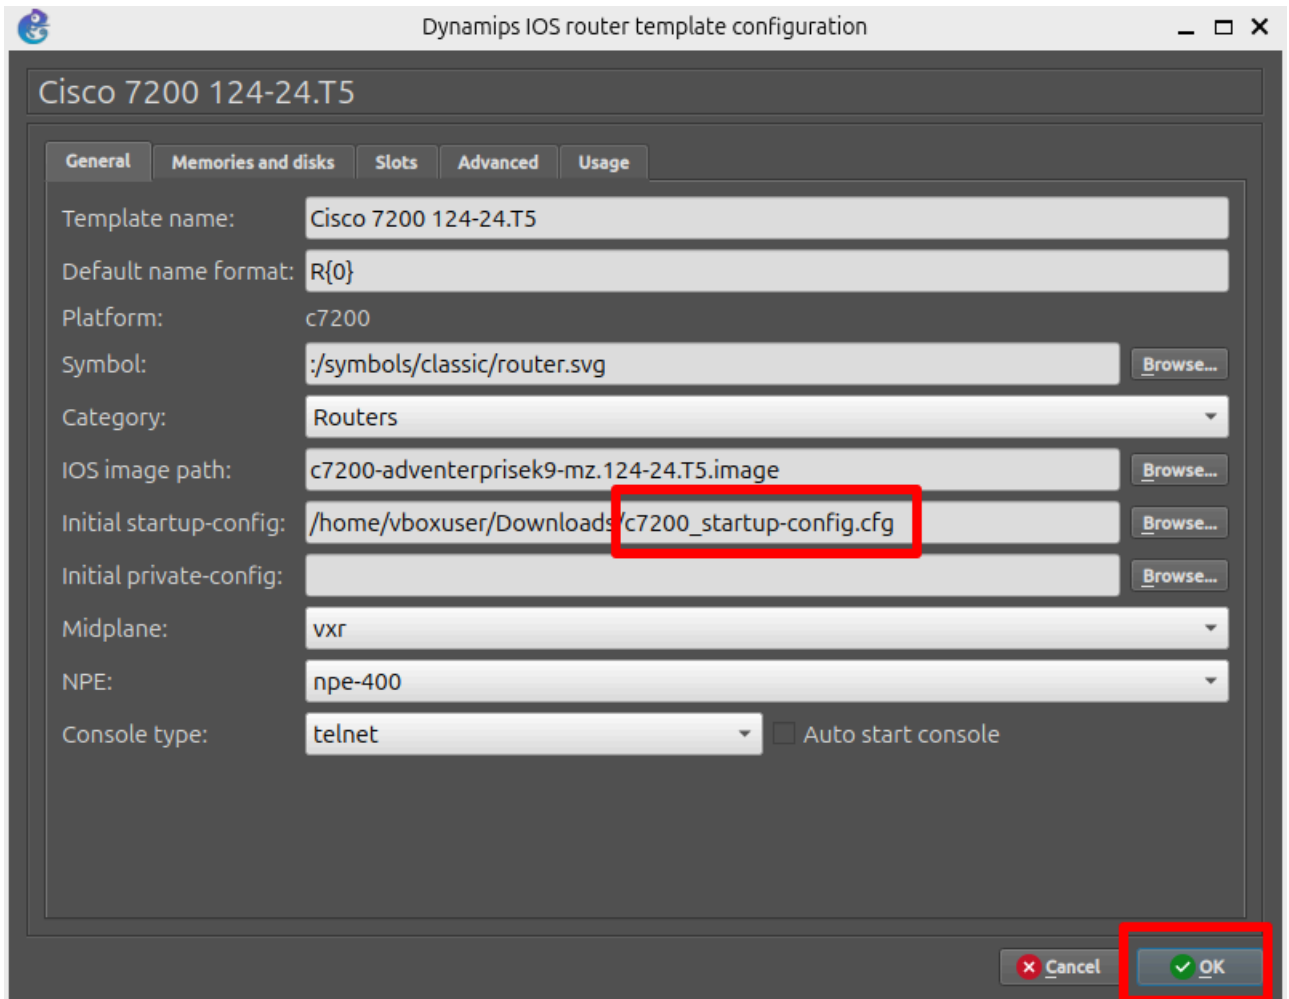 Dynamips IOS router template configuration
Cisco 7200 124-24.T5
General Memories and disks Slots Advanced Usage
Template name: Cisco 7200 124-24.T5
Default name format: R{0}
Platform: c7200
Symbol: :/symbols/classic/router.svg Browse...
Category: Routers
IOS image path: c7200-adventerprisek9-mz.124-24.T5.image Browse...
Initial startup-config: /home/vboxuser/Downloads/c7200_startup-config.cfg Browse...
Initial private-config: Browse...
Midplane: vxr
NPE: npe-400
Console type: telnet Auto start console
Cancel OK